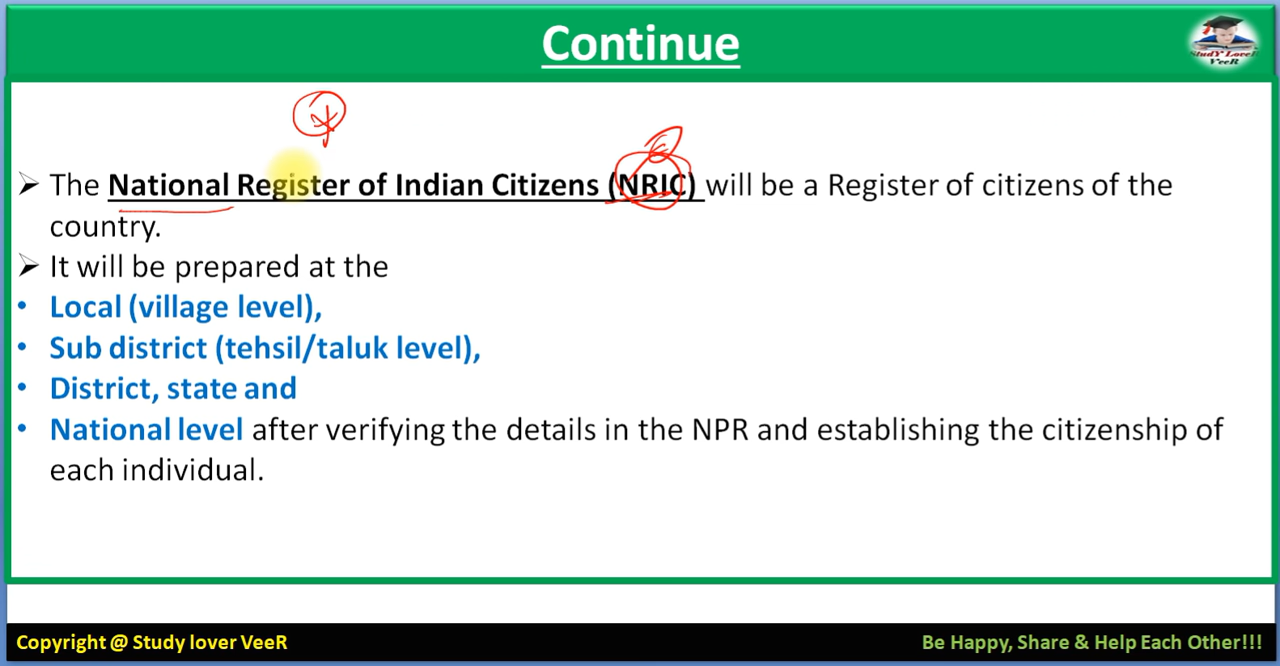 Continue
StudY LoveR
VeeR
➢ The National Register of Indian Citizens (NRIC) will be a Register of citizens of the
country.
➢ It will be prepared at the
• Local (village level),
• Sub district (tehsil/taluk level),
• District, state and
• National level after verifying the details in the NPR and establishing the citizenship of
each individual.
Copyright @ Study lover VeeR
Be Happy, Share & Help Each Other!!!